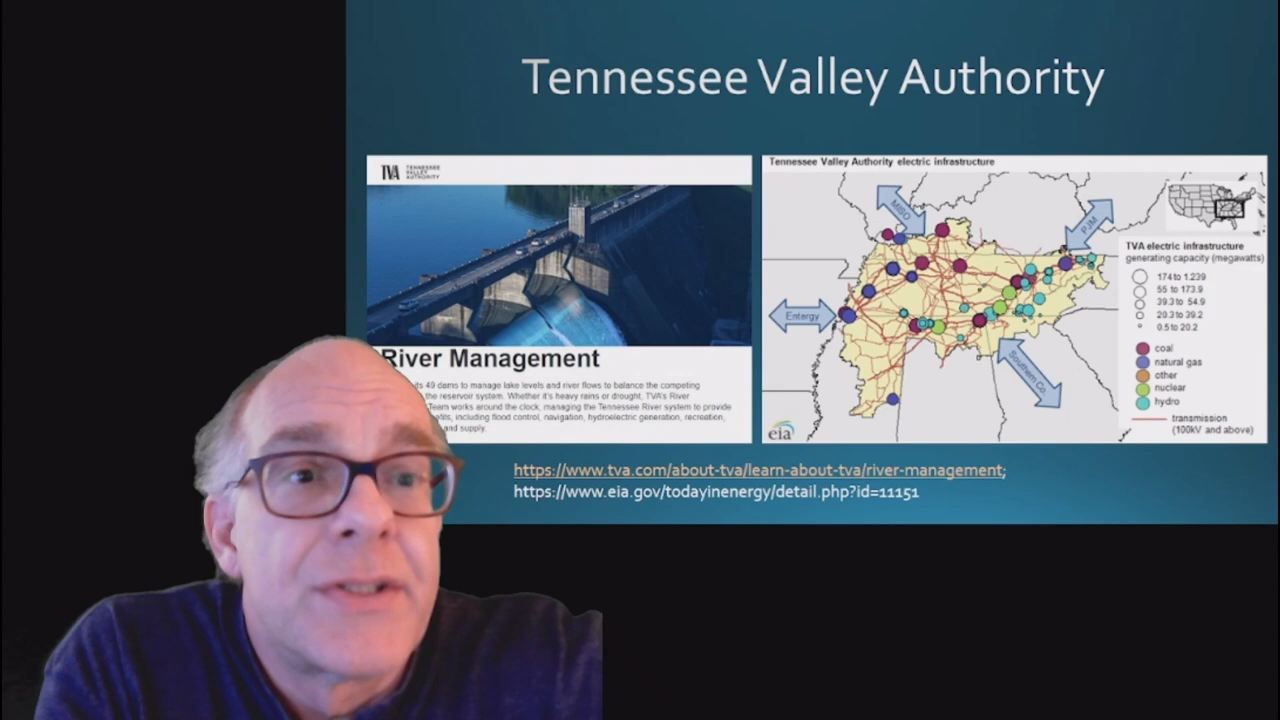 Tennessee Valley Authority
TVA TENNESSEE
VALLEY
AUTHORITY
River Management
its 49 dams to manage lake levels and river flows to balance the competing
the reservoir system. Whether it's heavy rains or drought, TVA's River
Team works around the clock, managing the Tennessee River system to provide
including flood control, navigation, hydroelectric generation, recreation,
and supply.
Tennessee Valley Authority electric infrastructure
MISO
PJM
Entergy
Southern Co.
TVA electric infrastructure
generating capacity (megawatts)
174 to 1,239
55 to 173.9
39.3 to 54.9
20.3 to 39.2
0.5 to 20.2
coal
natural gas
other
nuclear
hydro
transmission
(100kV and above)
eia
https://www.tva.com/about-tva/learn-about-tva/river-management;
https://www.eia.gov/todayinenergy/detail.php?id=11151